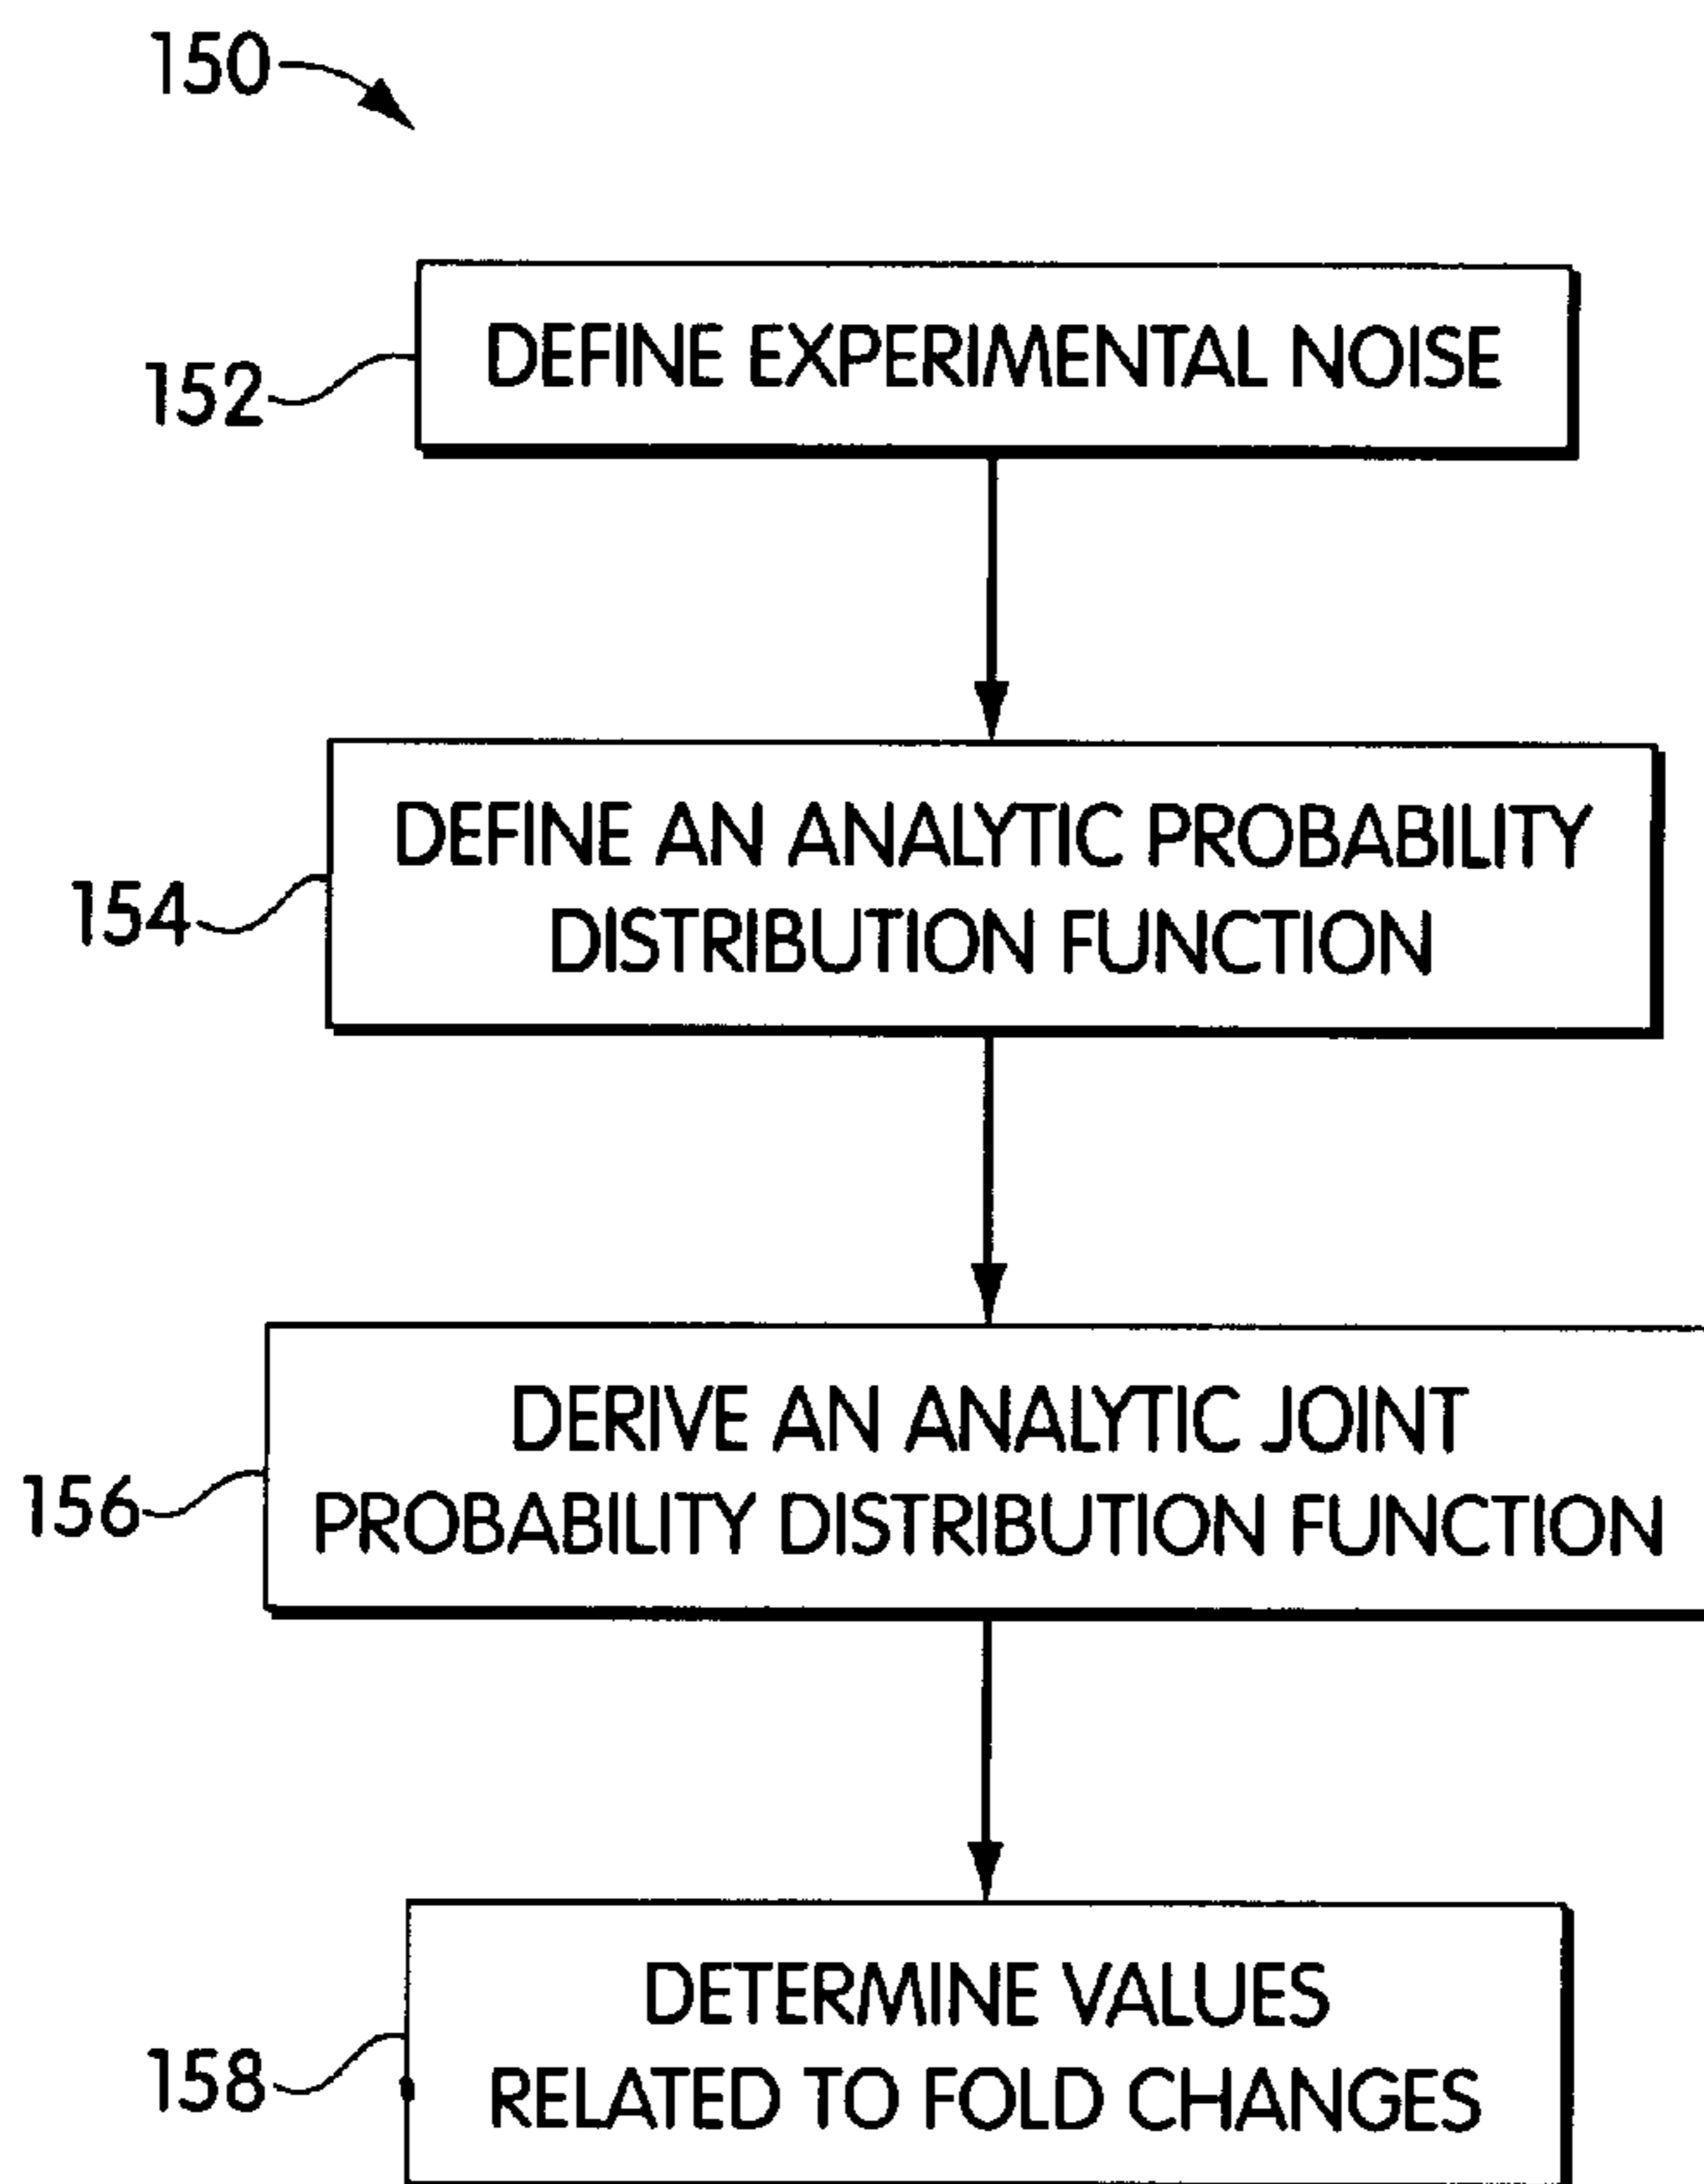 150
152
DEFINE EXPERIMENTAL NOISE
154
DEFINE AN ANALYTIC PROBABILITY
DISTRIBUTION FUNCTION
156
DERIVE AN ANALYTIC JOINT
PROBABILITY DISTRIBUTION FUNCTION
158
DETERMINE VALUES
RELATED TO FOLD CHANGES